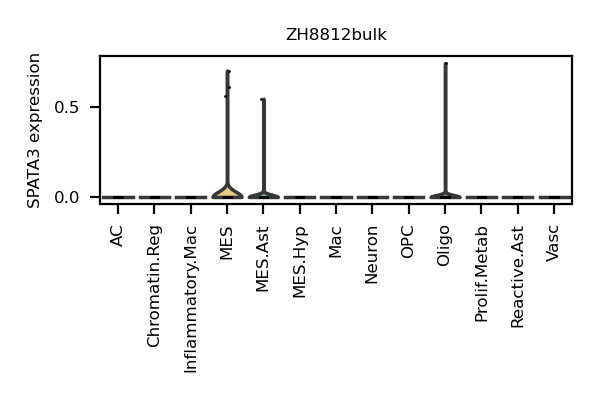 ZH8812bulk
SPATA3 expression
0.5
0.0
AC
Chromatin.Reg
Inflammatory.Mac
MES
MES.Ast
MES.Hyp
Mac
Neuron
OPC
Oligo
Prolif.Metab
Reactive.Ast
Vasc